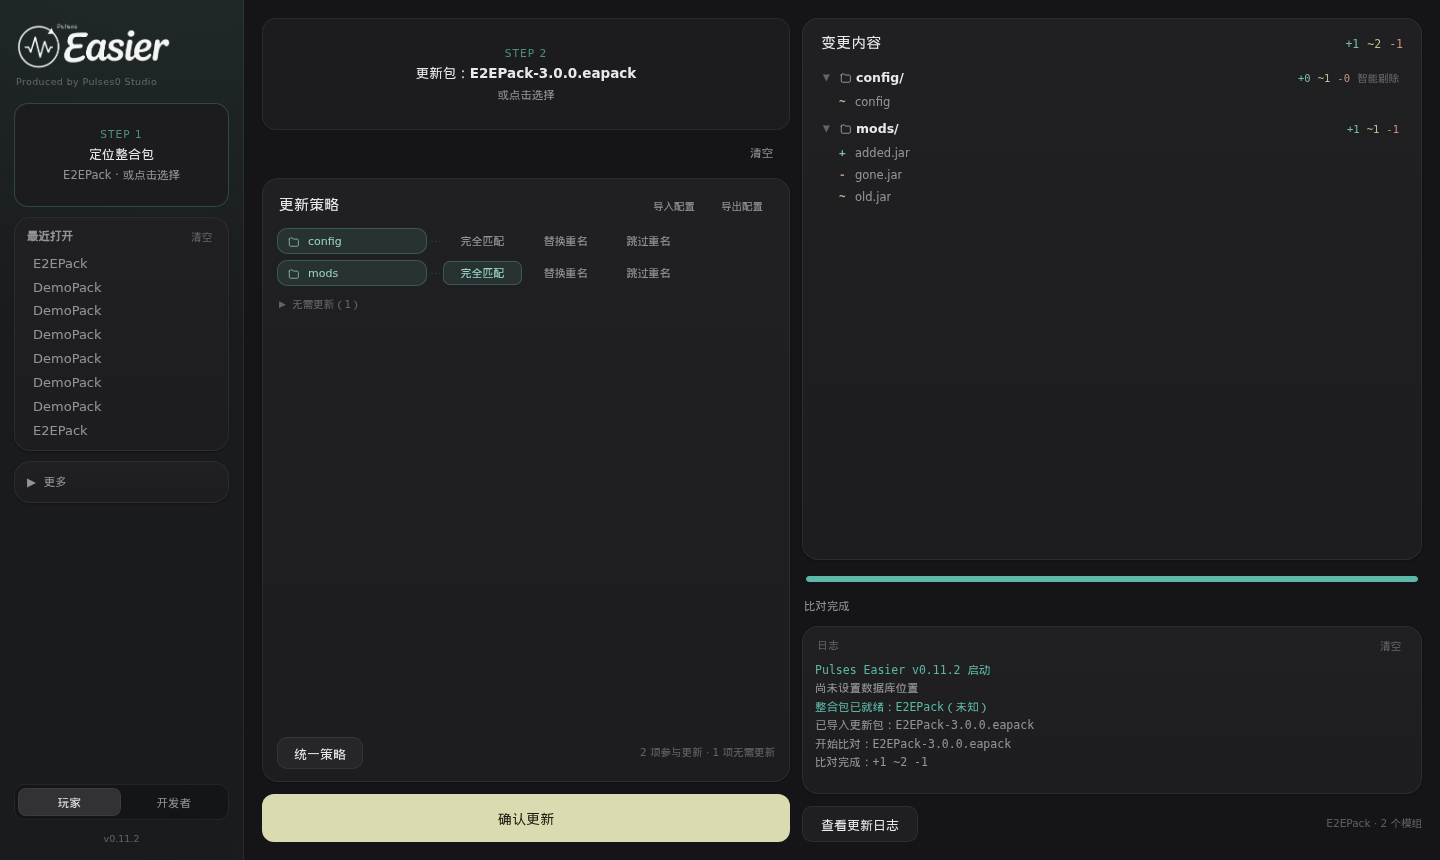 Pulses
Easier
Produced by Pulses0 Studio
STEP 1
定位整合包
E2EPack · 或点击选择
最近打开 清空
E2EPack
DemoPack
DemoPack
DemoPack
DemoPack
DemoPack
DemoPack
E2EPack
▶ 更多
玩家 开发者
v0.11.2
STEP 2
更新包：E2EPack-3.0.0.eapack
或点击选择
清空
更新策略 导入配置 导出配置
config ··· 完全匹配 替换重名 跳过重名
mods ··· 完全匹配 替换重名 跳过重名
▶ 无需更新（1）
统一策略 2 项参与更新 · 1 项无需更新
确认更新
变更内容 +1 ~2 -1
▼ config/ +0 ~1 -0 智能剔除
~ config
▼ mods/ +1 ~1 -1
+ added.jar
- gone.jar
~ old.jar
比对完成
日志 清空
Pulses Easier v0.11.2 启动
尚未设置数据库位置
整合包已就绪：E2EPack（未知）
已导入更新包：E2EPack-3.0.0.eapack
开始比对：E2EPack-3.0.0.eapack
比对完成：+1 ~2 -1
查看更新日志 E2EPack · 2 个模组